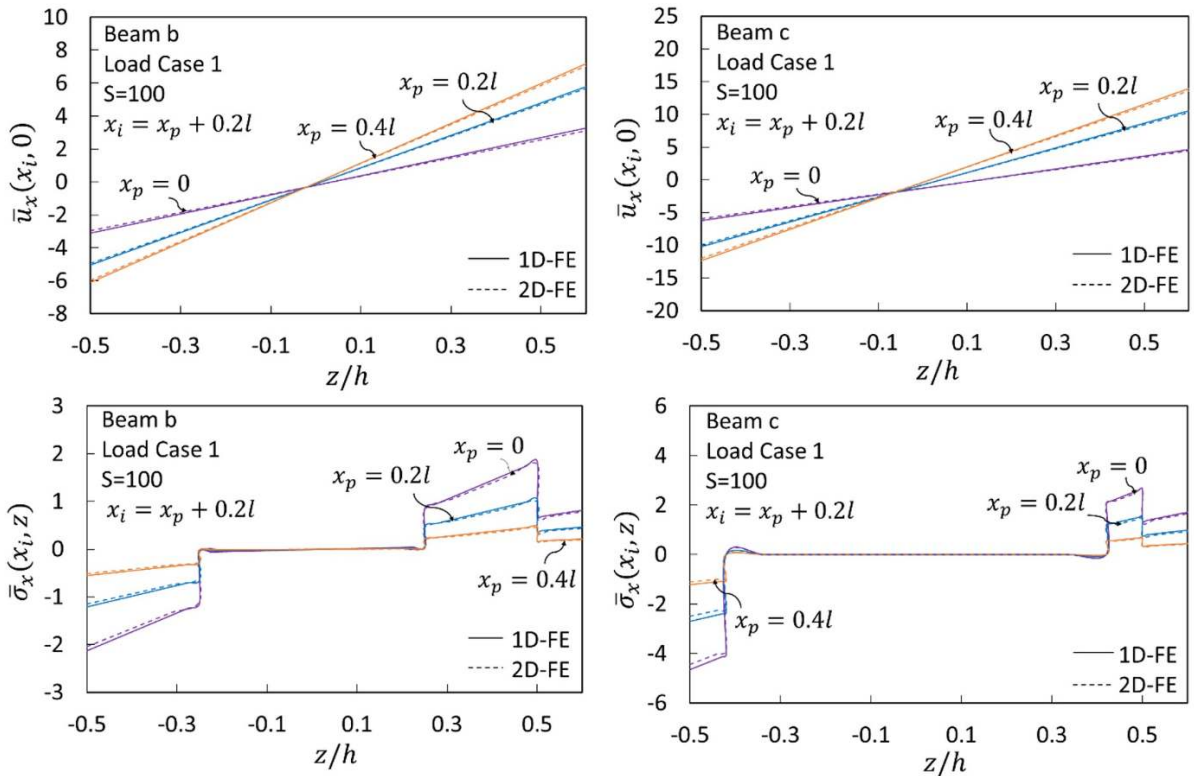 10
8
6
4
2
0
-2
-4
-6
-8
Beam b
Load Case 1
S=100
x_i = x_p + 0.2l
x_p = 0.2l
x_p = 0.4l
x_p = 0
1D-FE
2D-FE
ū_x(x_i, 0)
-0.5 -0.3 -0.1 0.1 0.3 0.5
z/h
25
20
15
10
5
0
-5
-10
-15
-20
Beam c
Load Case 1
S=100
x_i = x_p + 0.2l
x_p = 0.2l
x_p = 0.4l
x_p = 0
1D-FE
2D-FE
ū_x(x_i, 0)
-0.5 -0.3 -0.1 0.1 0.3 0.5
z/h
3
2
1
0
-1
-2
-3
Beam b
Load Case 1
S=100
x_i = x_p + 0.2l
x_p = 0
x_p = 0.2l
x_p = 0.4l
1D-FE
2D-FE
σ̄_x(x_i, z)
-0.5 -0.3 -0.1 0.1 0.3 0.5
z/h
6
4
2
0
-2
-4
-6
Beam c
Load Case 1
S=100
x_i = x_p + 0.2l
x_p = 0
x_p = 0.2l
x_p = 0.4l
1D-FE
2D-FE
σ̄_x(x_i, z)
-0.5 -0.3 -0.1 0.1 0.3 0.5
z/h